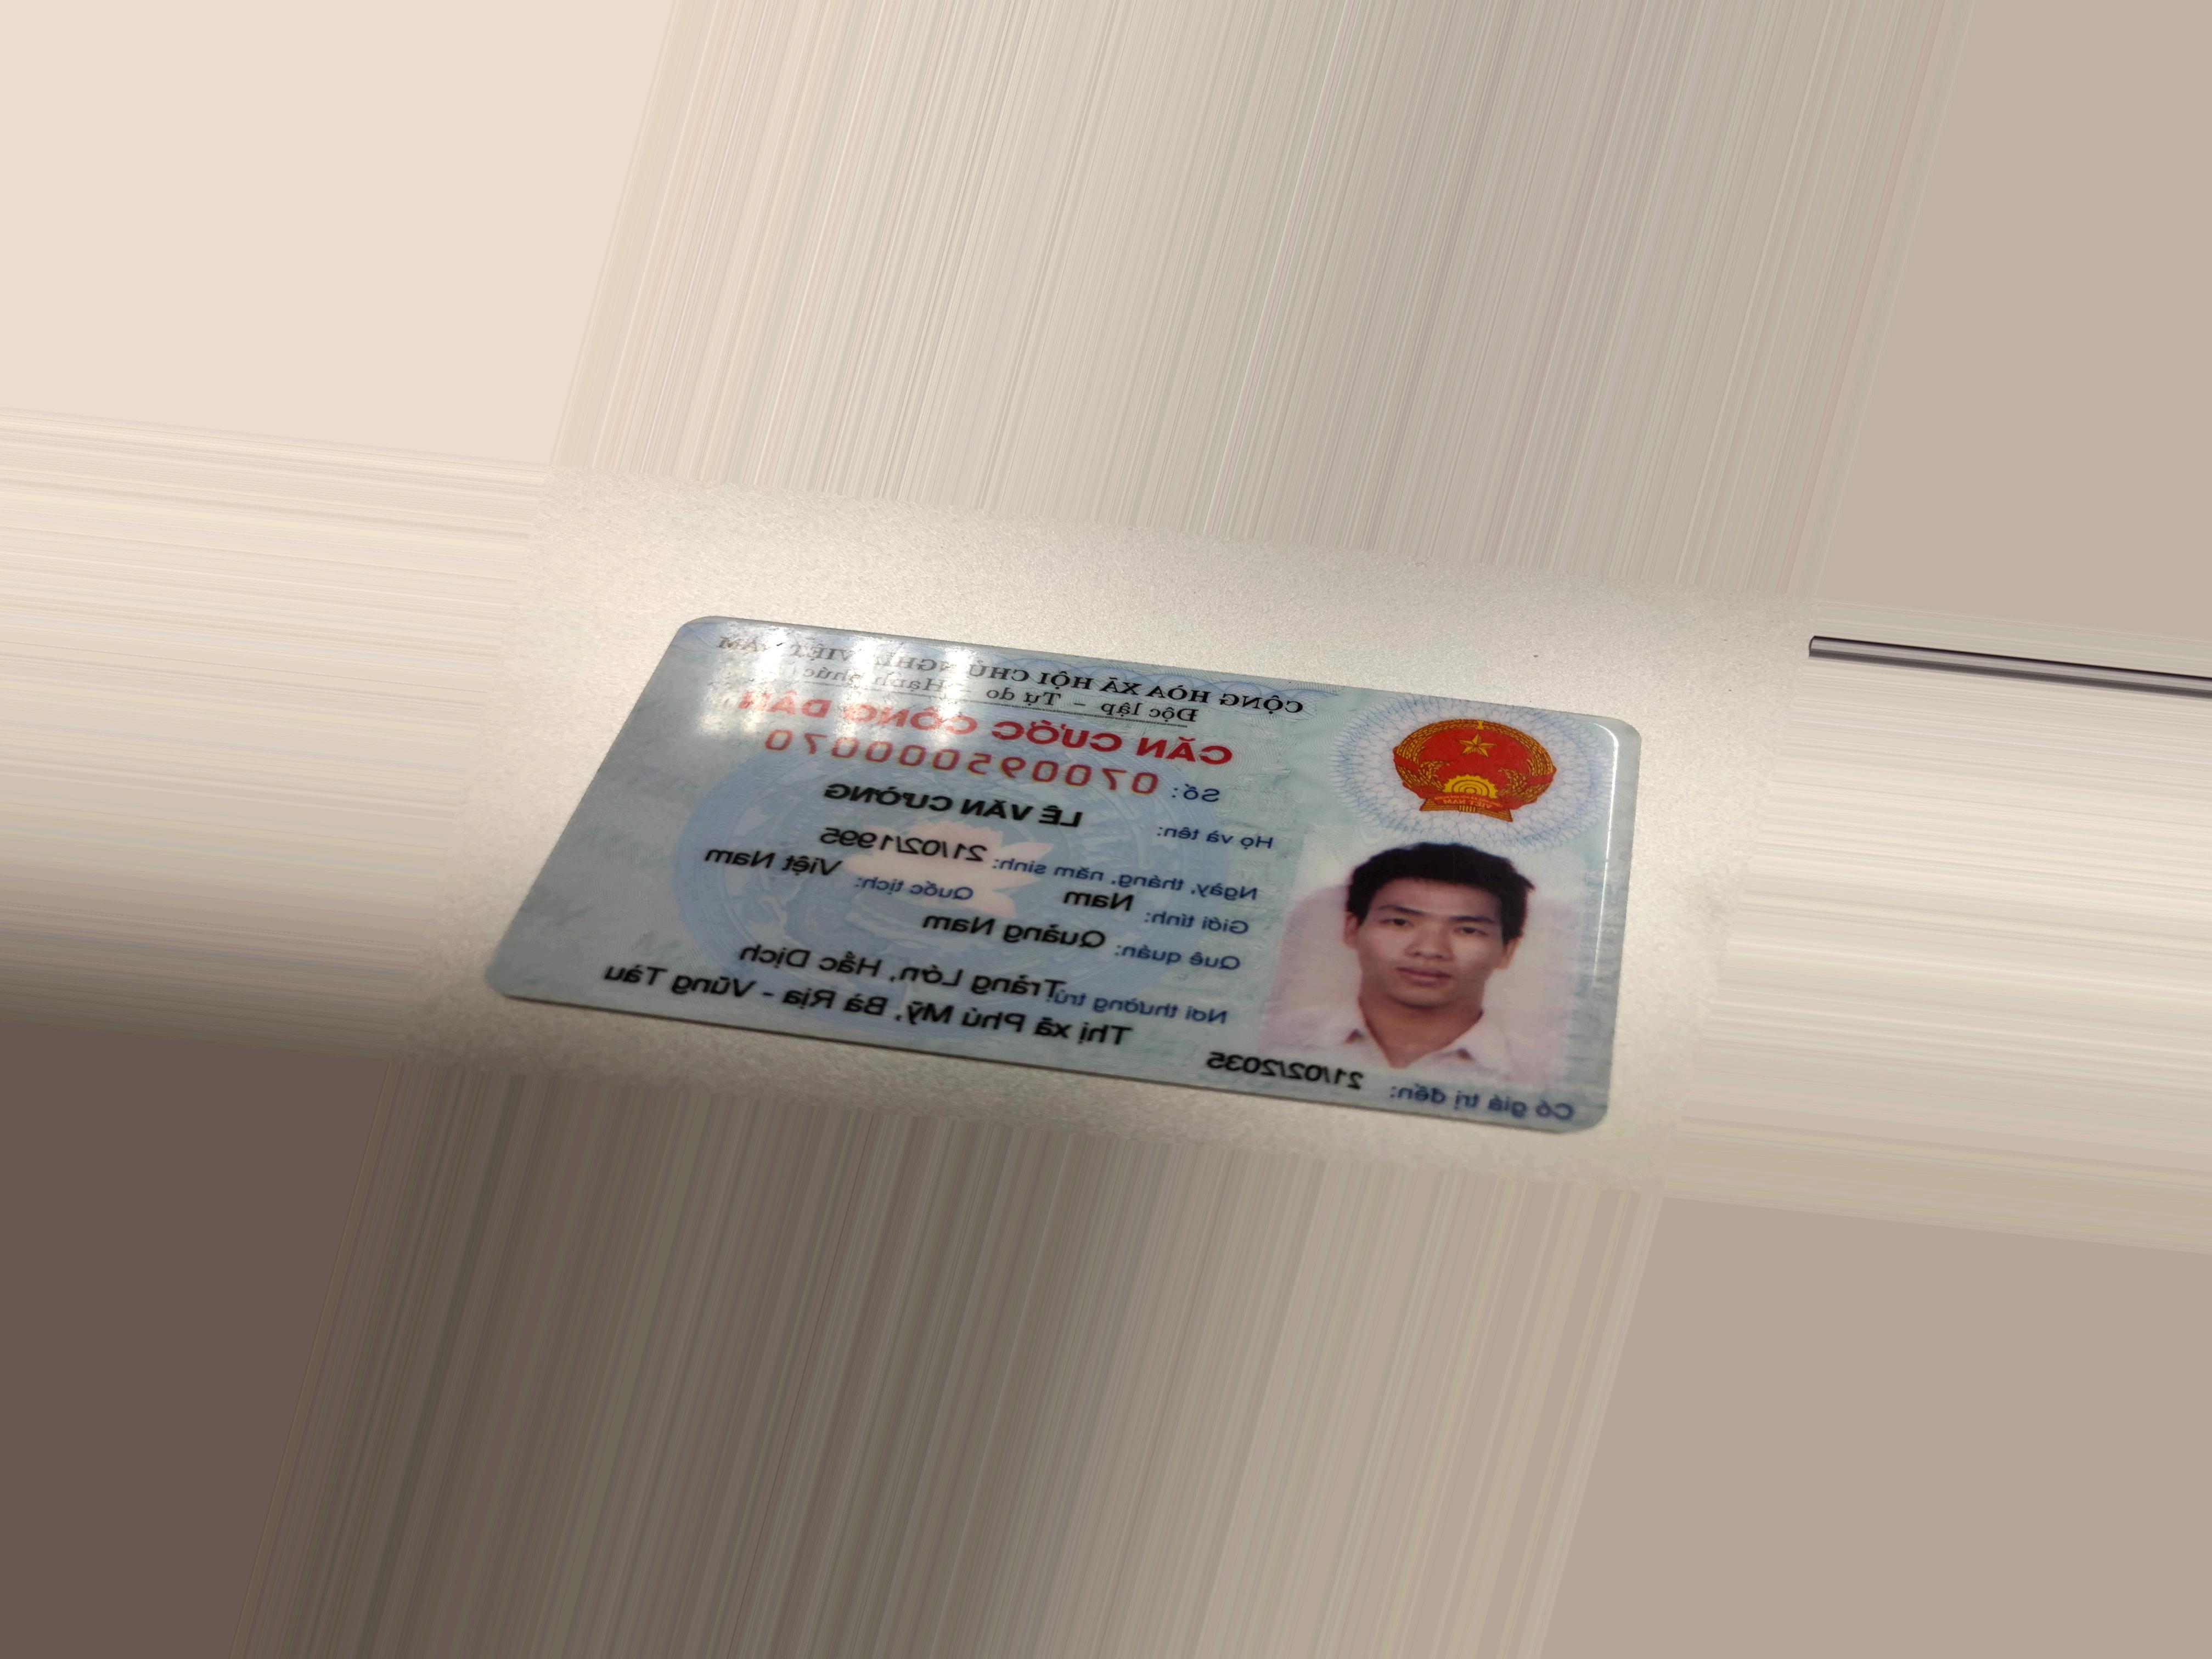 CỘNG HÒA XÃ HỘI CHỦ NGHĨA VIỆT NAM
Độc lập - Tự do - Hạnh phúc
CĂN CƯỚC CÔNG DÂN
Số: 070095000070
Họ và tên:
LÊ VĂN CƯỜNG
Ngày, tháng, năm sinh: 21/02/1995
Giới tính: Nam Quốc tịch: Việt Nam
Quê quán: Quảng Nam
Nơi thường trú: Trảng Lớn, Hắc Dịch
Thị xã Phú Mỹ, Bà Rịa - Vũng Tàu
Có giá trị đến: 21/02/2035
VIỆT NAM